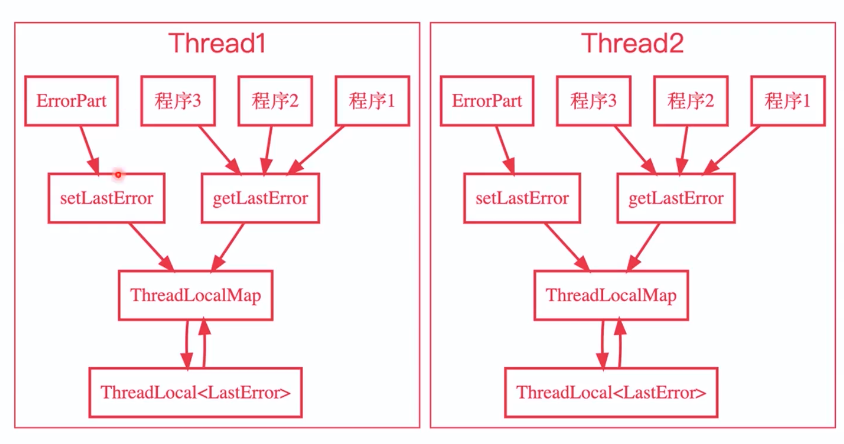 Thread1
ErrorPart
程序3
程序2
程序1
setLastError
getLastError
ThreadLocalMap
ThreadLocal<LastError>
Thread2
ErrorPart
程序3
程序2
程序1
setLastError
getLastError
ThreadLocalMap
ThreadLocal<LastError>